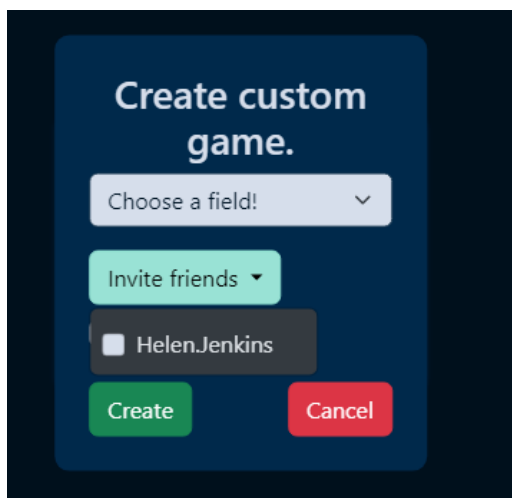 Create custom
game.
Choose a field!
Invite friends
Helen.Jenkins
Create
Cancel